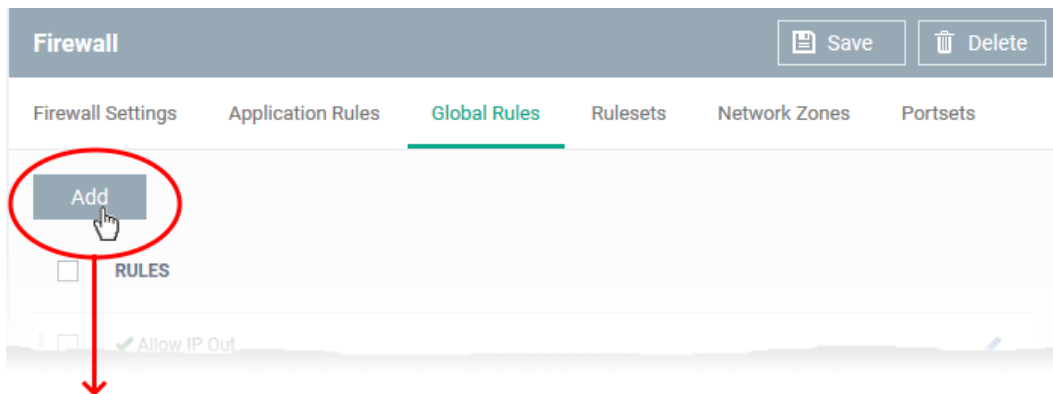 Firewall Save Delete
Firewall Settings Application Rules Global Rules Rulesets Network Zones Portsets
Add
RULES
Allow IP Out